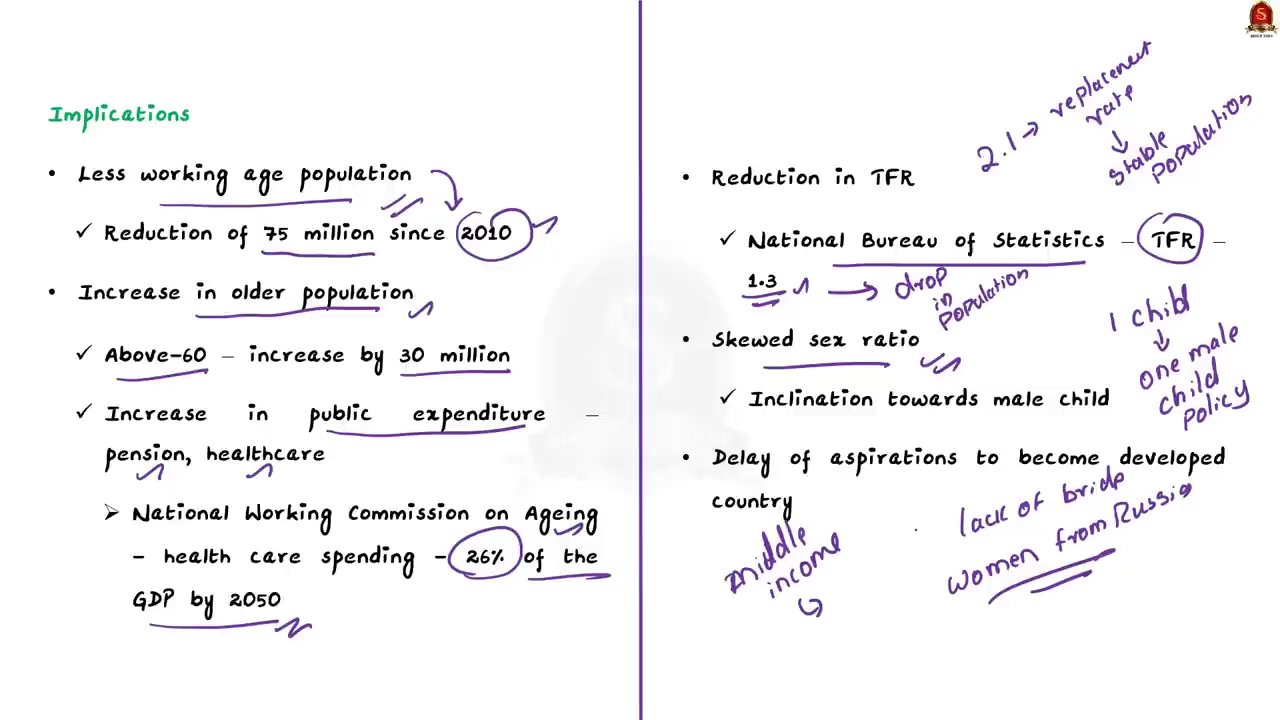 Implications
• Less working age population
✓ Reduction of 75 million since 2010
• Increase in older population
✓ Above-60 – increase by 30 million
✓ Increase in public expenditure –
pension, healthcare
➢ National Working Commission on Ageing
- health care spending - 26% of the
GDP by 2050
2.1 → replacement
rate
↓
stable
population
• Reduction in TFR
✓ National Bureau of Statistics – TFR –
1.3 → drop
in
population
• Skewed sex ratio
✓ Inclination towards male child
1 child
↓
one male
child
policy
• Delay of aspirations to become developed
country
middle
income
lack of bride
women from Russia
S
SINCE 2004